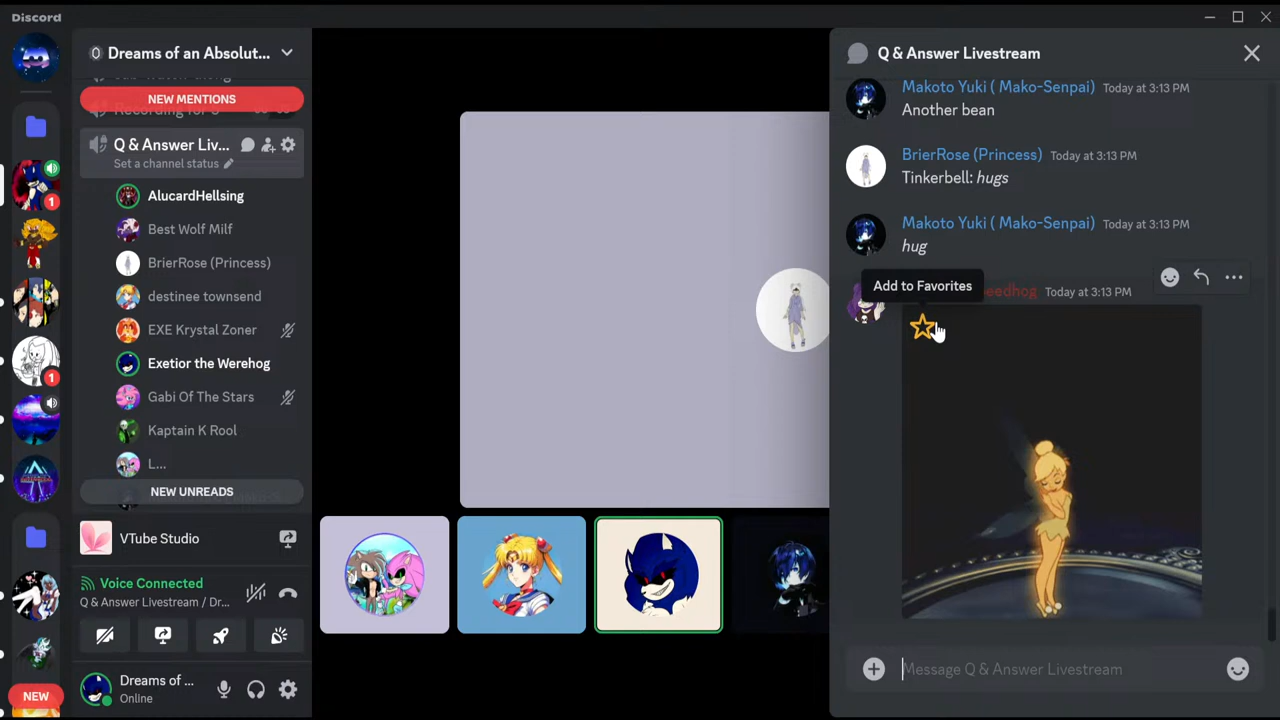 Discord
Dreams of an Absolut...
NEW MENTIONS
Q & Answer Liv...
Set a channel status
AlucardHellsing
Best Wolf Milf
BrierRose (Princess)
destinee townsend
EXE Krystal Zoner
Exetior the Werehog
Gabi Of The Stars
Kaptain K Rool
L...
NEW UNREADS
VTube Studio
Voice Connected
Q & Answer Livestream / Dr...
Dreams of ...
Online
1
1
NEW
Q & Answer Livestream
Makoto Yuki ( Mako-Senpai) Today at 3:13 PM
Another bean
BrierRose (Princess) Today at 3:13 PM
Tinkerbell: hugs
Makoto Yuki ( Mako-Senpai) Today at 3:13 PM
hug
Add to Favorites
Today at 3:13 PM
Message Q & Answer Livestream